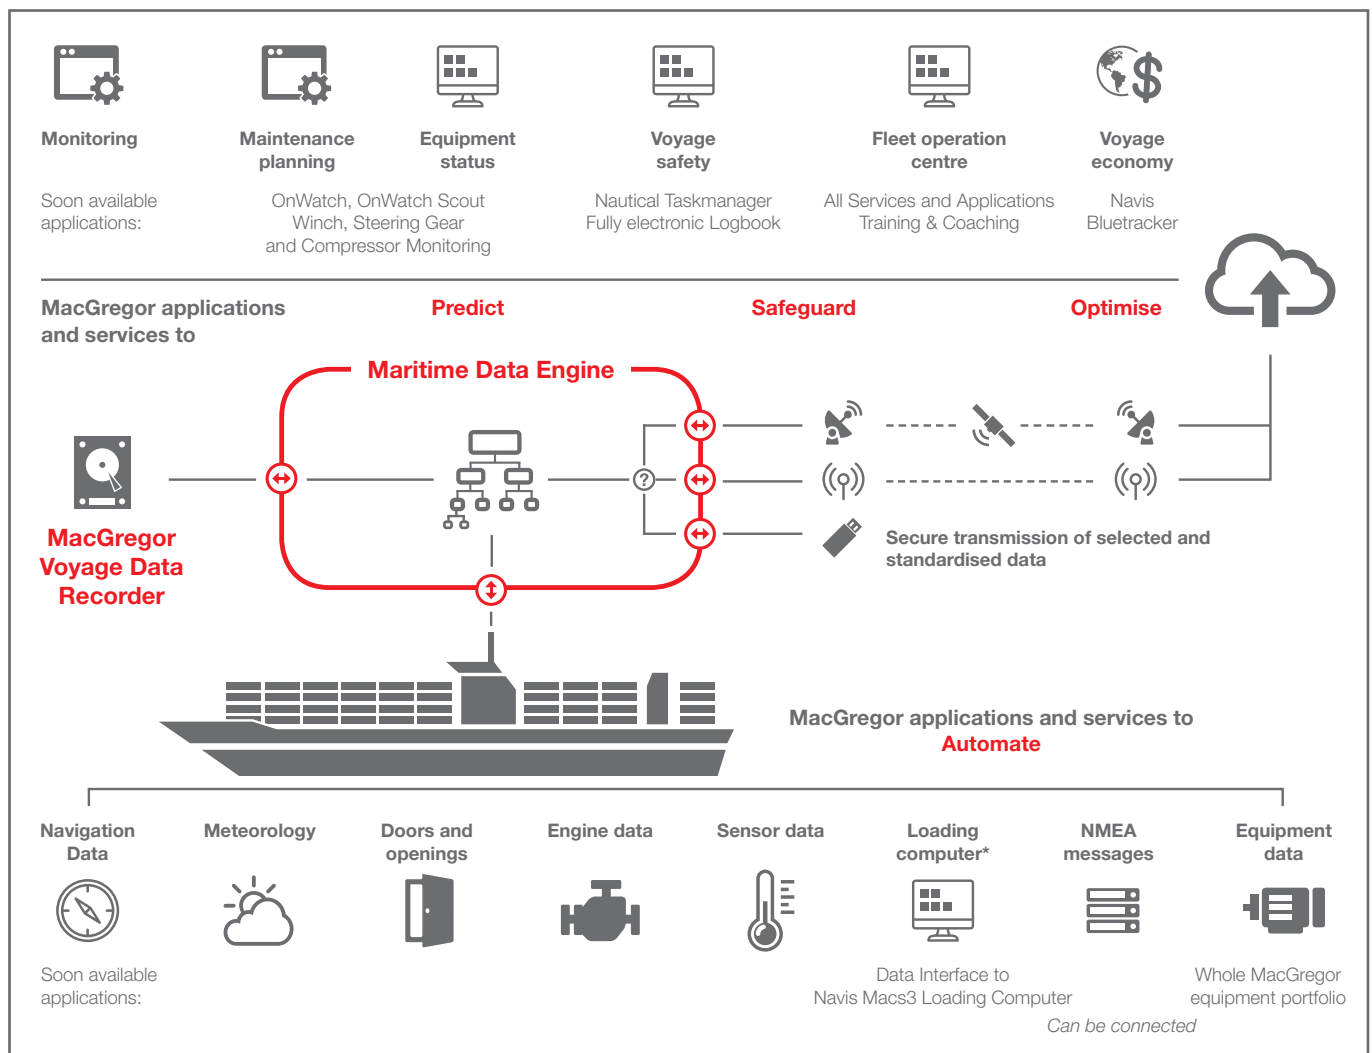 Monitoring
Maintenance
planning
Equipment
status
Voyage
safety
Fleet operation
centre
Voyage
economy
Soon available
applications:
OnWatch, OnWatch Scout
Winch, Steering Gear
and Compressor Monitoring
Nautical Taskmanager
Fully electronic Logbook
All Services and Applications
Training & Coaching
Navis
Bluetracker
MacGregor applications
and services to
Predict
Safeguard
Optimise
Maritime Data Engine
?
MacGregor
Voyage Data
Recorder
Secure transmission of selected and
standardised data
MacGregor applications and services to
Automate
Navigation
Data
Meteorology
Doors and
openings
Engine data
Sensor data
Loading
computer*
NMEA
messages
Equipment
data
Soon available
applications:
Data Interface to
Navis Macs3 Loading Computer
Whole MacGregor
equipment portfolio
Can be connected